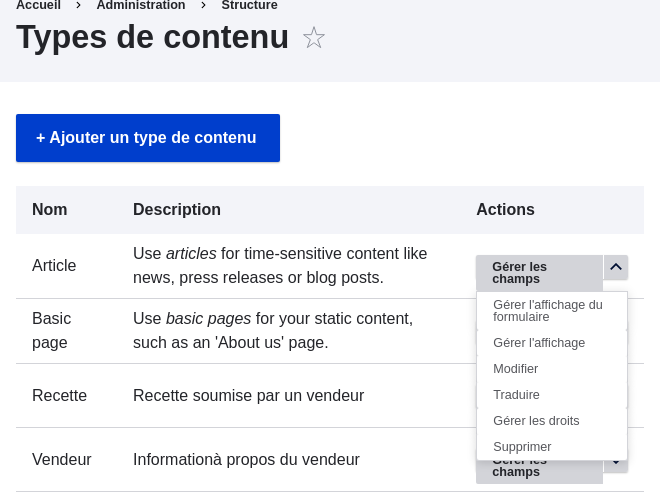 Accueil > Administration > Structure
Types de contenu
+ Ajouter un type de contenu
Nom Description Actions
Article
Use articles for time-sensitive content like
news, press releases or blog posts.
Gérer les
champs
Gérer l'affichage du
formulaire
Gérer l'affichage
Modifier
Traduire
Gérer les droits
Supprimer
Basic
page
Use basic pages for your static content,
such as an 'About us' page.
Recette
Recette soumise par un vendeur
Vendeur
Informationà propos du vendeur
Gérer les
champs